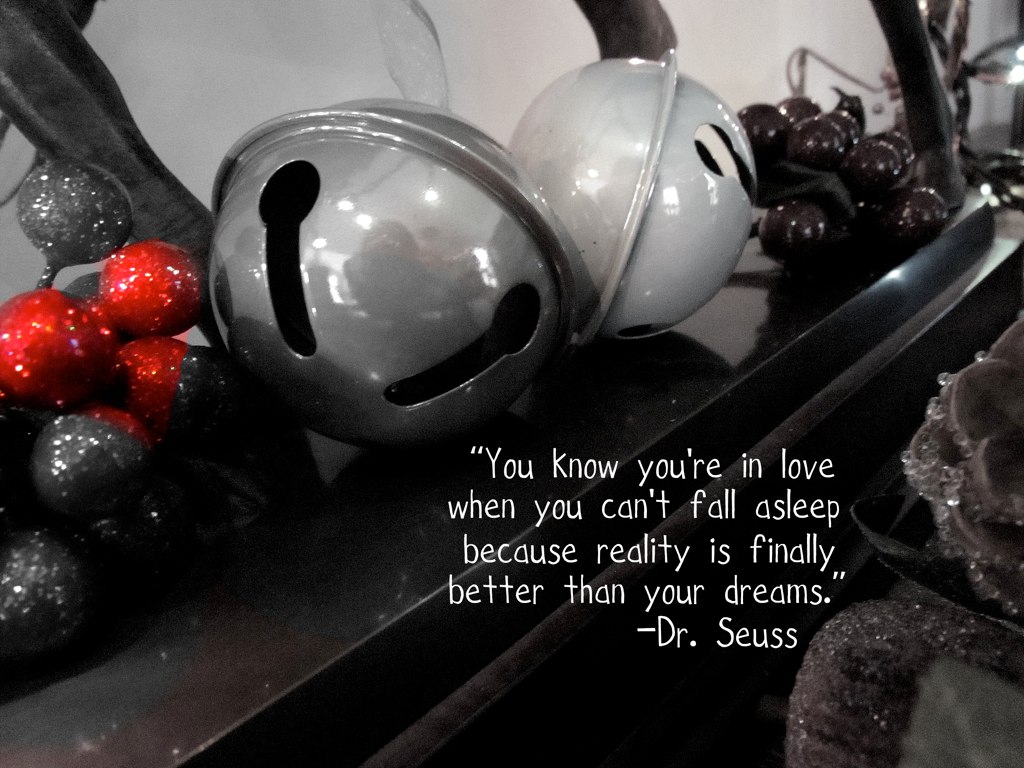 “You know you're in love
when you can't fall asleep
because reality is finally
better than your dreams.”
-Dr. Seuss